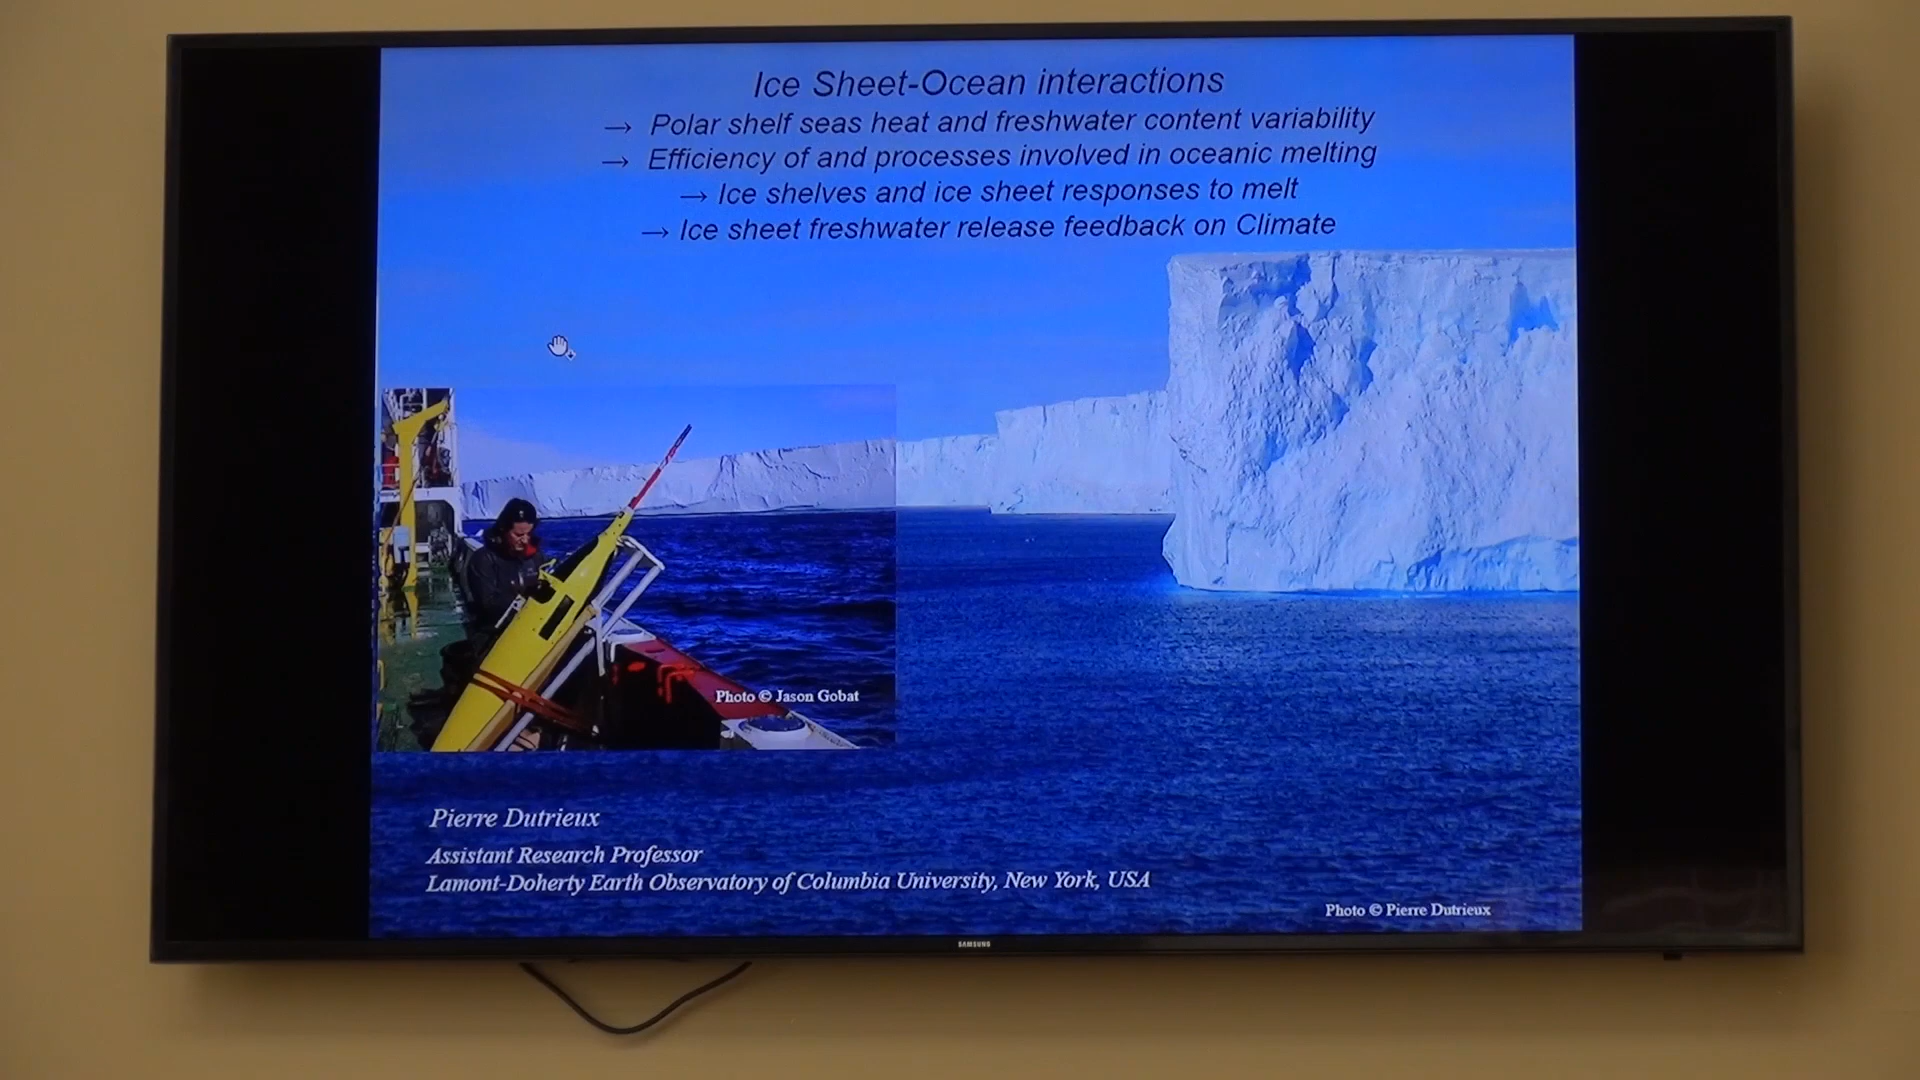 Ice Sheet-Ocean interactions
→ Polar shelf seas heat and freshwater content variability
→ Efficiency of and processes involved in oceanic melting
→ Ice shelves and ice sheet responses to melt
→ Ice sheet freshwater release feedback on Climate
Photo © Jason Gobat
Pierre Dutrieux
Assistant Research Professor
Lamont-Doherty Earth Observatory of Columbia University, New York, USA
Photo © Pierre Dutrieux
SAMSUNG